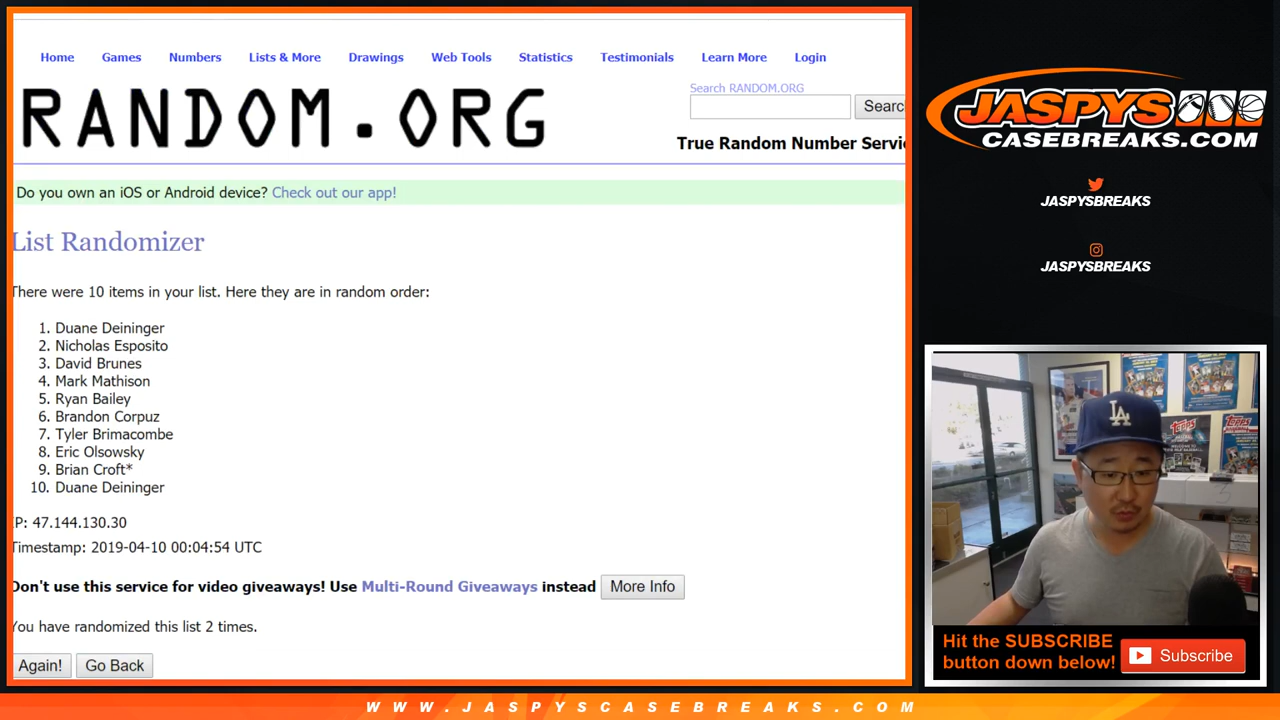 Home Games Numbers Lists & More Drawings Web Tools Statistics Testimonials Learn More Login
Search RANDOM.ORG
RANDOM.ORG
Searc
True Random Number Servi
Do you own an iOS or Android device? Check out our app!
List Randomizer
There were 10 items in your list. Here they are in random order:
1. Duane Deininger
2. Nicholas Esposito
3. David Brunes
4. Mark Mathison
5. Ryan Bailey
6. Brandon Corpuz
7. Tyler Brimacombe
8. Eric Olsowsky
9. Brian Croft*
10. Duane Deininger
IP: 47.144.130.30
Timestamp: 2019-04-10 00:04:54 UTC
Don't use this service for video giveaways! Use Multi-Round Giveaways instead More Info
You have randomized this list 2 times.
Again! Go Back
JASPYS
CASEBREAKS.COM
JASPYSBREAKS
JASPYSBREAKS
LA
Topps
Topps
Hit the SUBSCRIBE
button down below!
Subscribe
WWW.JASPYSCASEBREAKS.COM